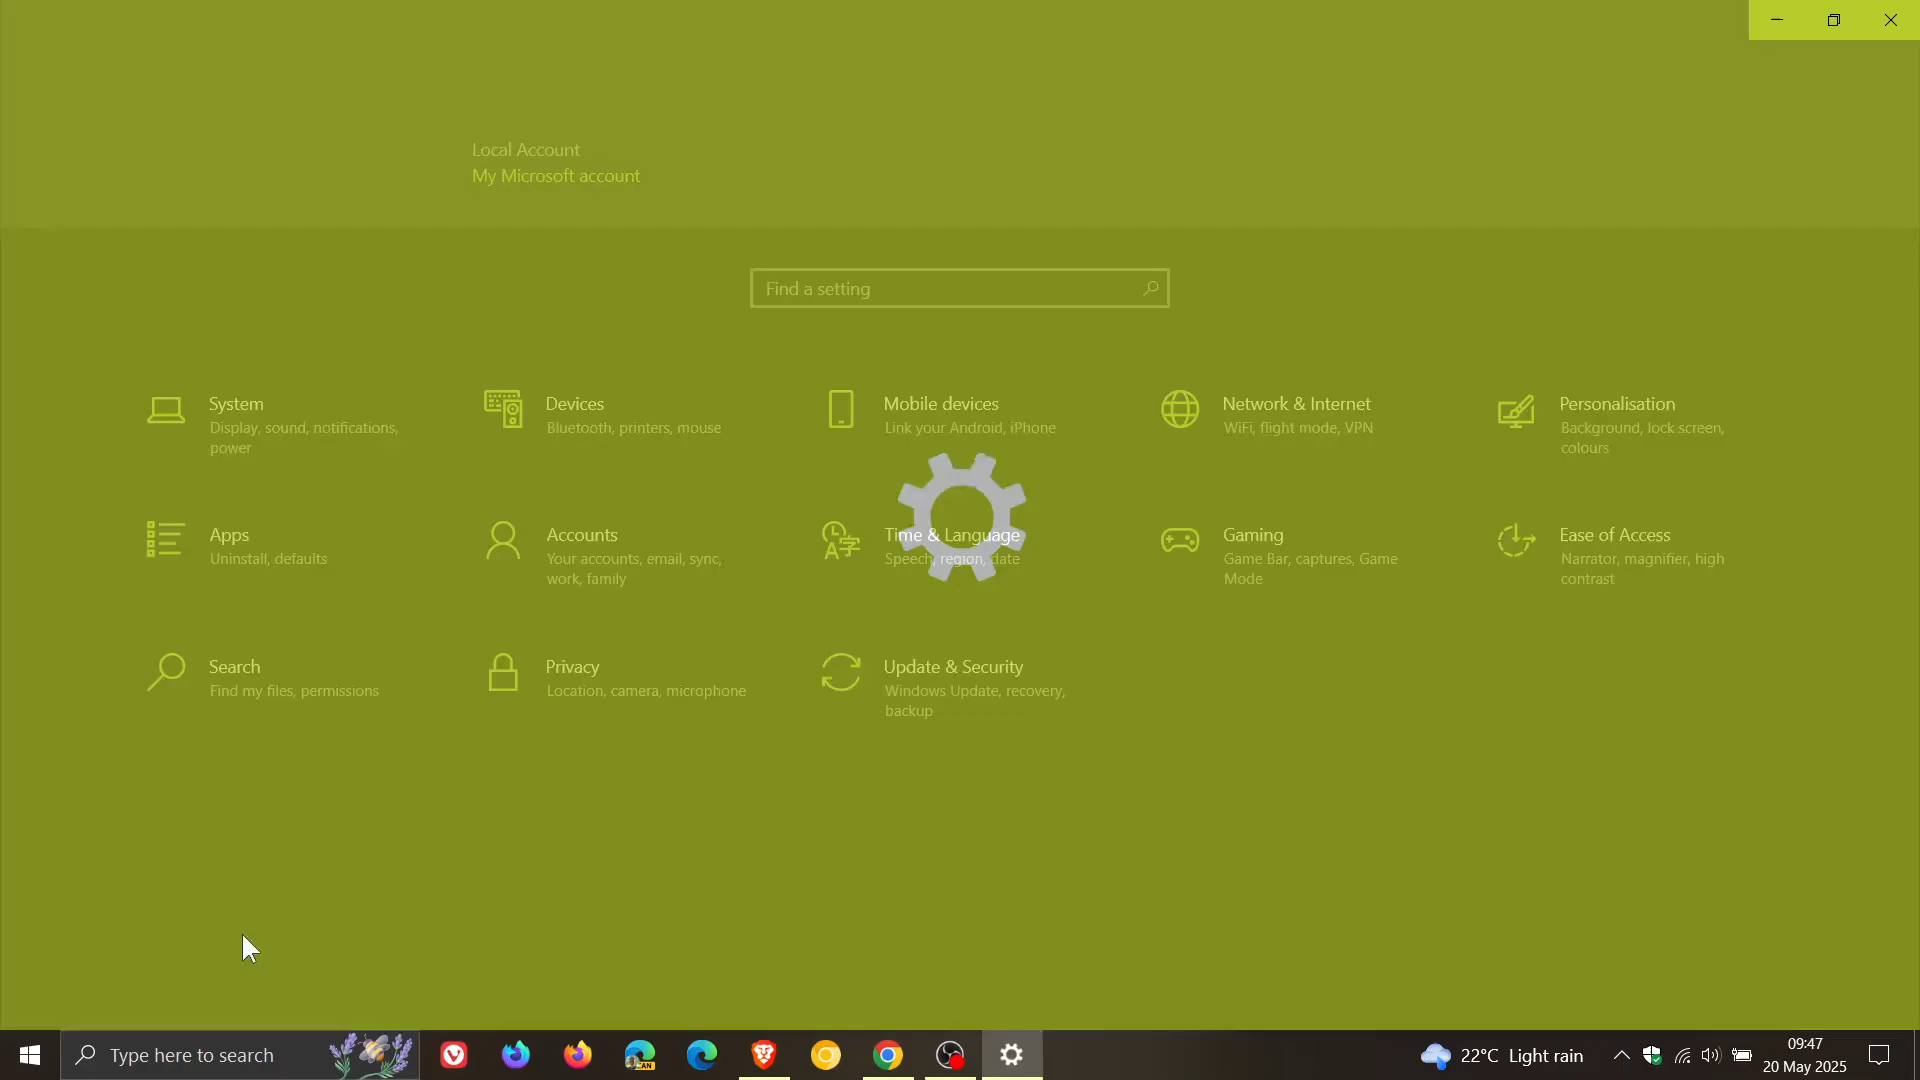 Local Account
My Microsoft account
Find a setting
System
Display, sound, notifications,
power
Devices
Bluetooth, printers, mouse
Mobile devices
Link your Android, iPhone
Network & Internet
WiFi, flight mode, VPN
Personalisation
Background, lock screen,
colours
Apps
Uninstall, defaults
Accounts
Your accounts, email, sync,
work, family
Time & Language
Speech, region, date
Gaming
Game Bar, captures, Game
Mode
Ease of Access
Narrator, magnifier, high
contrast
Search
Find my files, permissions
Privacy
Location, camera, microphone
Update & Security
Windows Update, recovery,
backup
Type here to search
22°C Light rain
09:47
20 May 2025